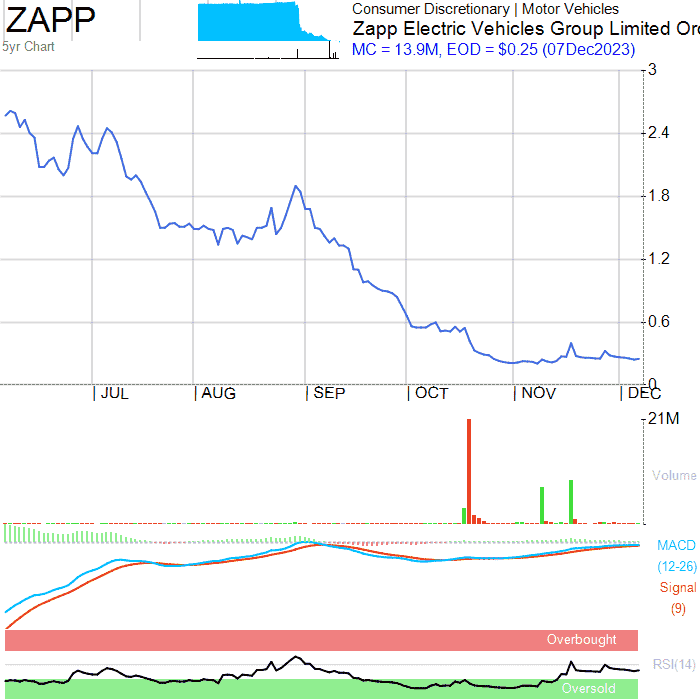 ZAPP
5yr Chart
Consumer Discretionary | Motor Vehicles
Zapp Electric Vehicles Group Limited Ord
MC = 13.9M, EOD = $0.25 (07Dec2023)
3
2.4
1.8
1.2
0.6
0
| JUL | AUG | SEP | OCT | NOV | DEC
21M
Volume
MACD
(12-26)
Signal
(9)
Overbought
RSI(14)
Oversold